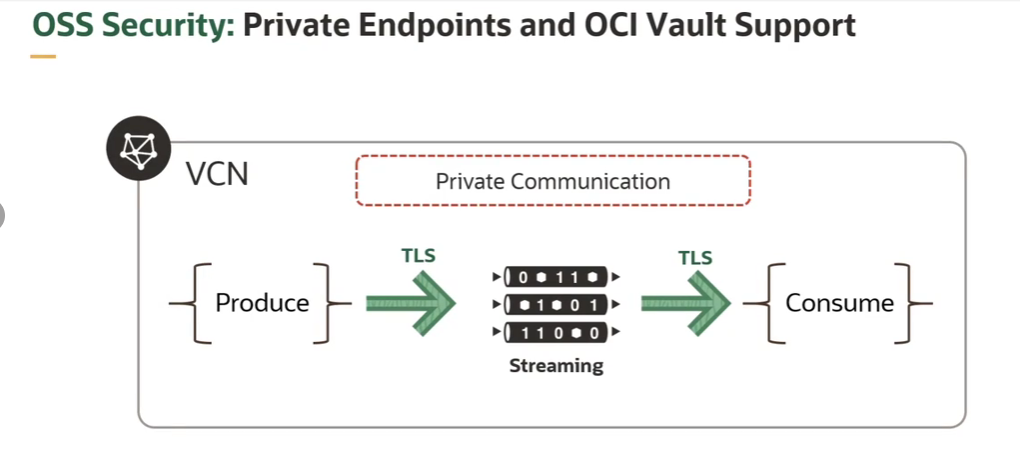 OSS Security: Private Endpoints and OCI Vault Support
VCN
Private Communication
TLS
TLS
Produce
0 1 1
1 0 1
1 1 0 0
Consume
Streaming